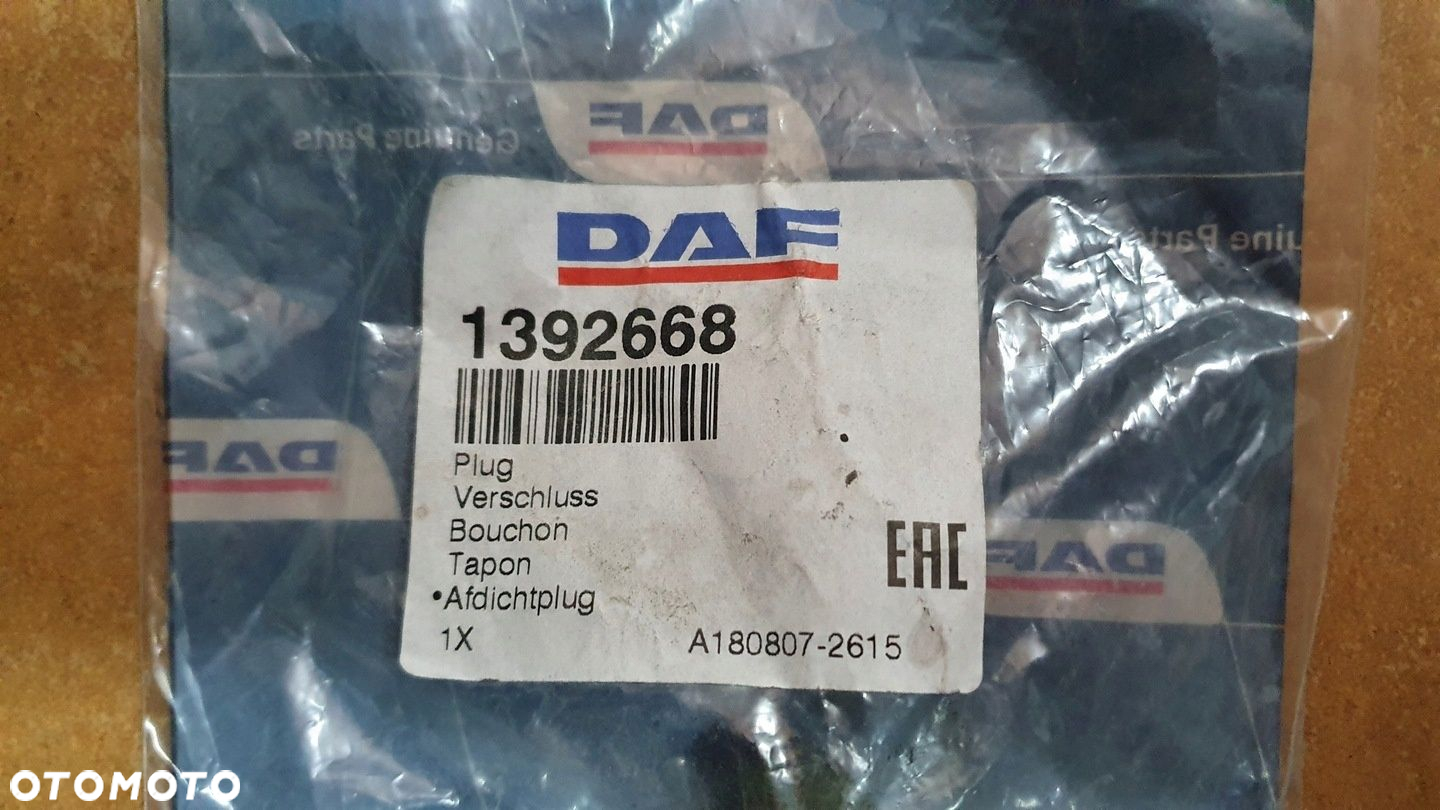 DAF
Genuine Parts
DAF
uine Parts
1392668
DAF
Plug
Verschluss
Bouchon
Tapon
•Afdichtplug
EAC
DAF
1X
A180807-2615
OTOMOTO